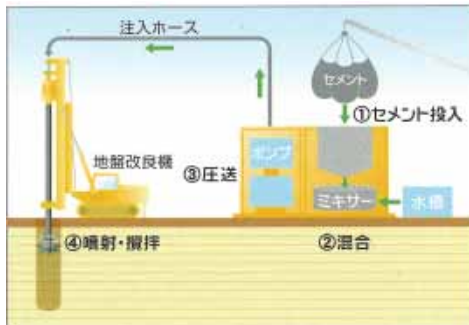 注入ホース
セメント
①セメント投入
地盤改良機
③圧送
ポンプ
ミキサー
水槽
④噴射・攪拌
②混合